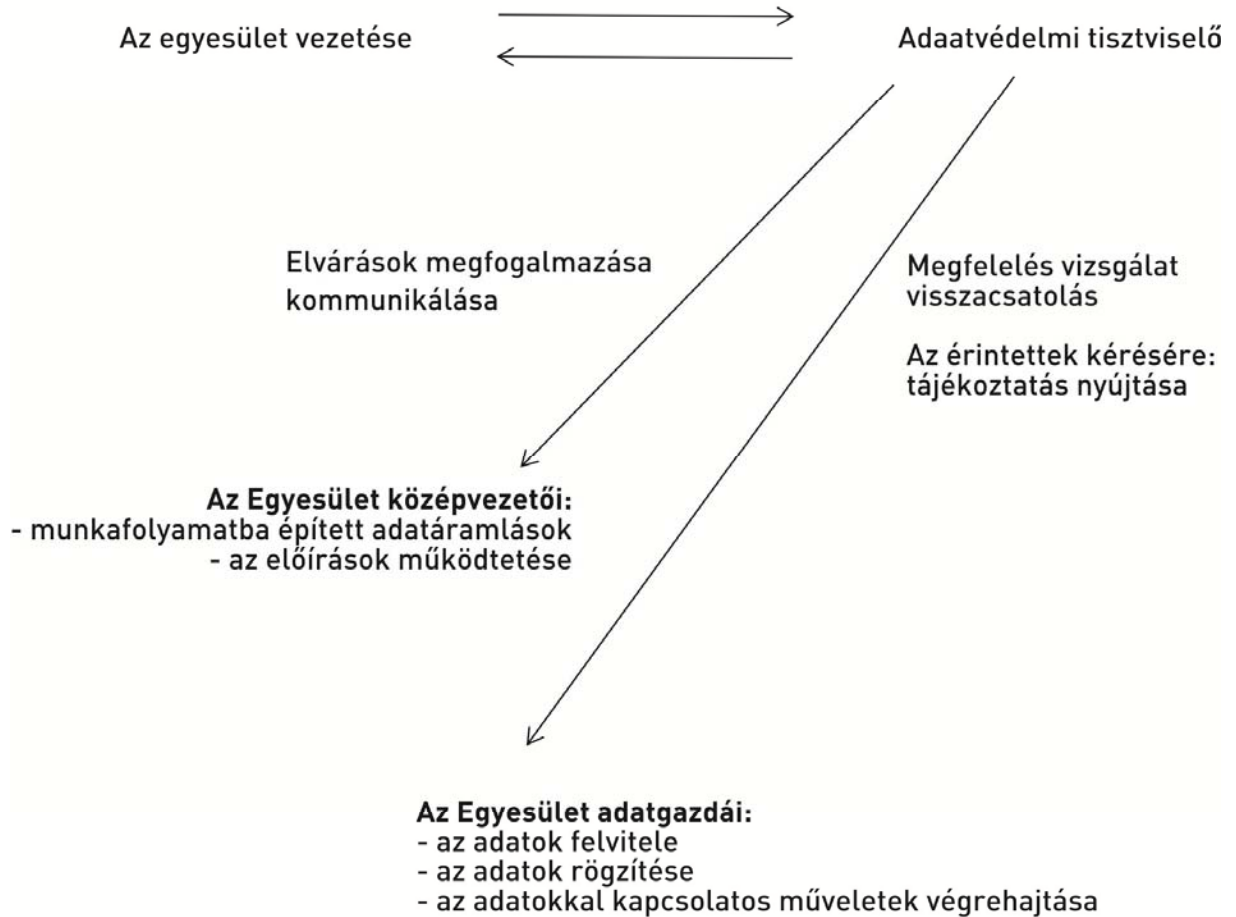 Az egyesület vezetése
Adaatvédelmi tisztviselő
Elvárások megfogalmazása
kommunikálása
Megfelelés vizsgálat
visszacsatolás
Az érintettek kérésére:
tájékoztatás nyújtása
Az Egyesület középvezetői:
- munkafolyamatba épített adatáramlások
- az előírások működtetése
Az Egyesület adatgazdái:
- az adatok felvitele
- az adatok rögzítése
- az adatokkal kapcsolatos műveletek végrehajtása